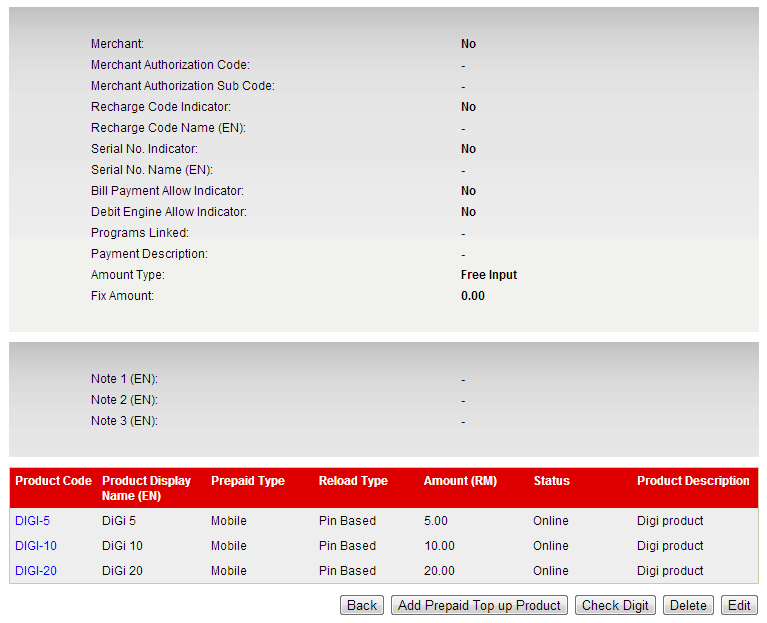 Merchant: No
Merchant Authorization Code: -
Merchant Authorization Sub Code: -
Recharge Code Indicator: No
Recharge Code Name (EN): -
Serial No. Indicator: No
Serial No. Name (EN): -
Bill Payment Allow Indicator: No
Debit Engine Allow Indicator: No
Programs Linked: -
Payment Description: -
Amount Type: Free Input
Fix Amount: 0.00
Note 1 (EN): -
Note 2 (EN): -
Note 3 (EN): -
Product Code Product Display Prepaid Type Reload Type Amount (RM) Status Product Description
Name (EN)
DIGI-5 DiGi 5 Mobile Pin Based 5.00 Online Digi product
DIGI-10 DiGi 10 Mobile Pin Based 10.00 Online Digi product
DIGI-20 DiGi 20 Mobile Pin Based 20.00 Online Digi product
Back Add Prepaid Top up Product Check Digit Delete Edit